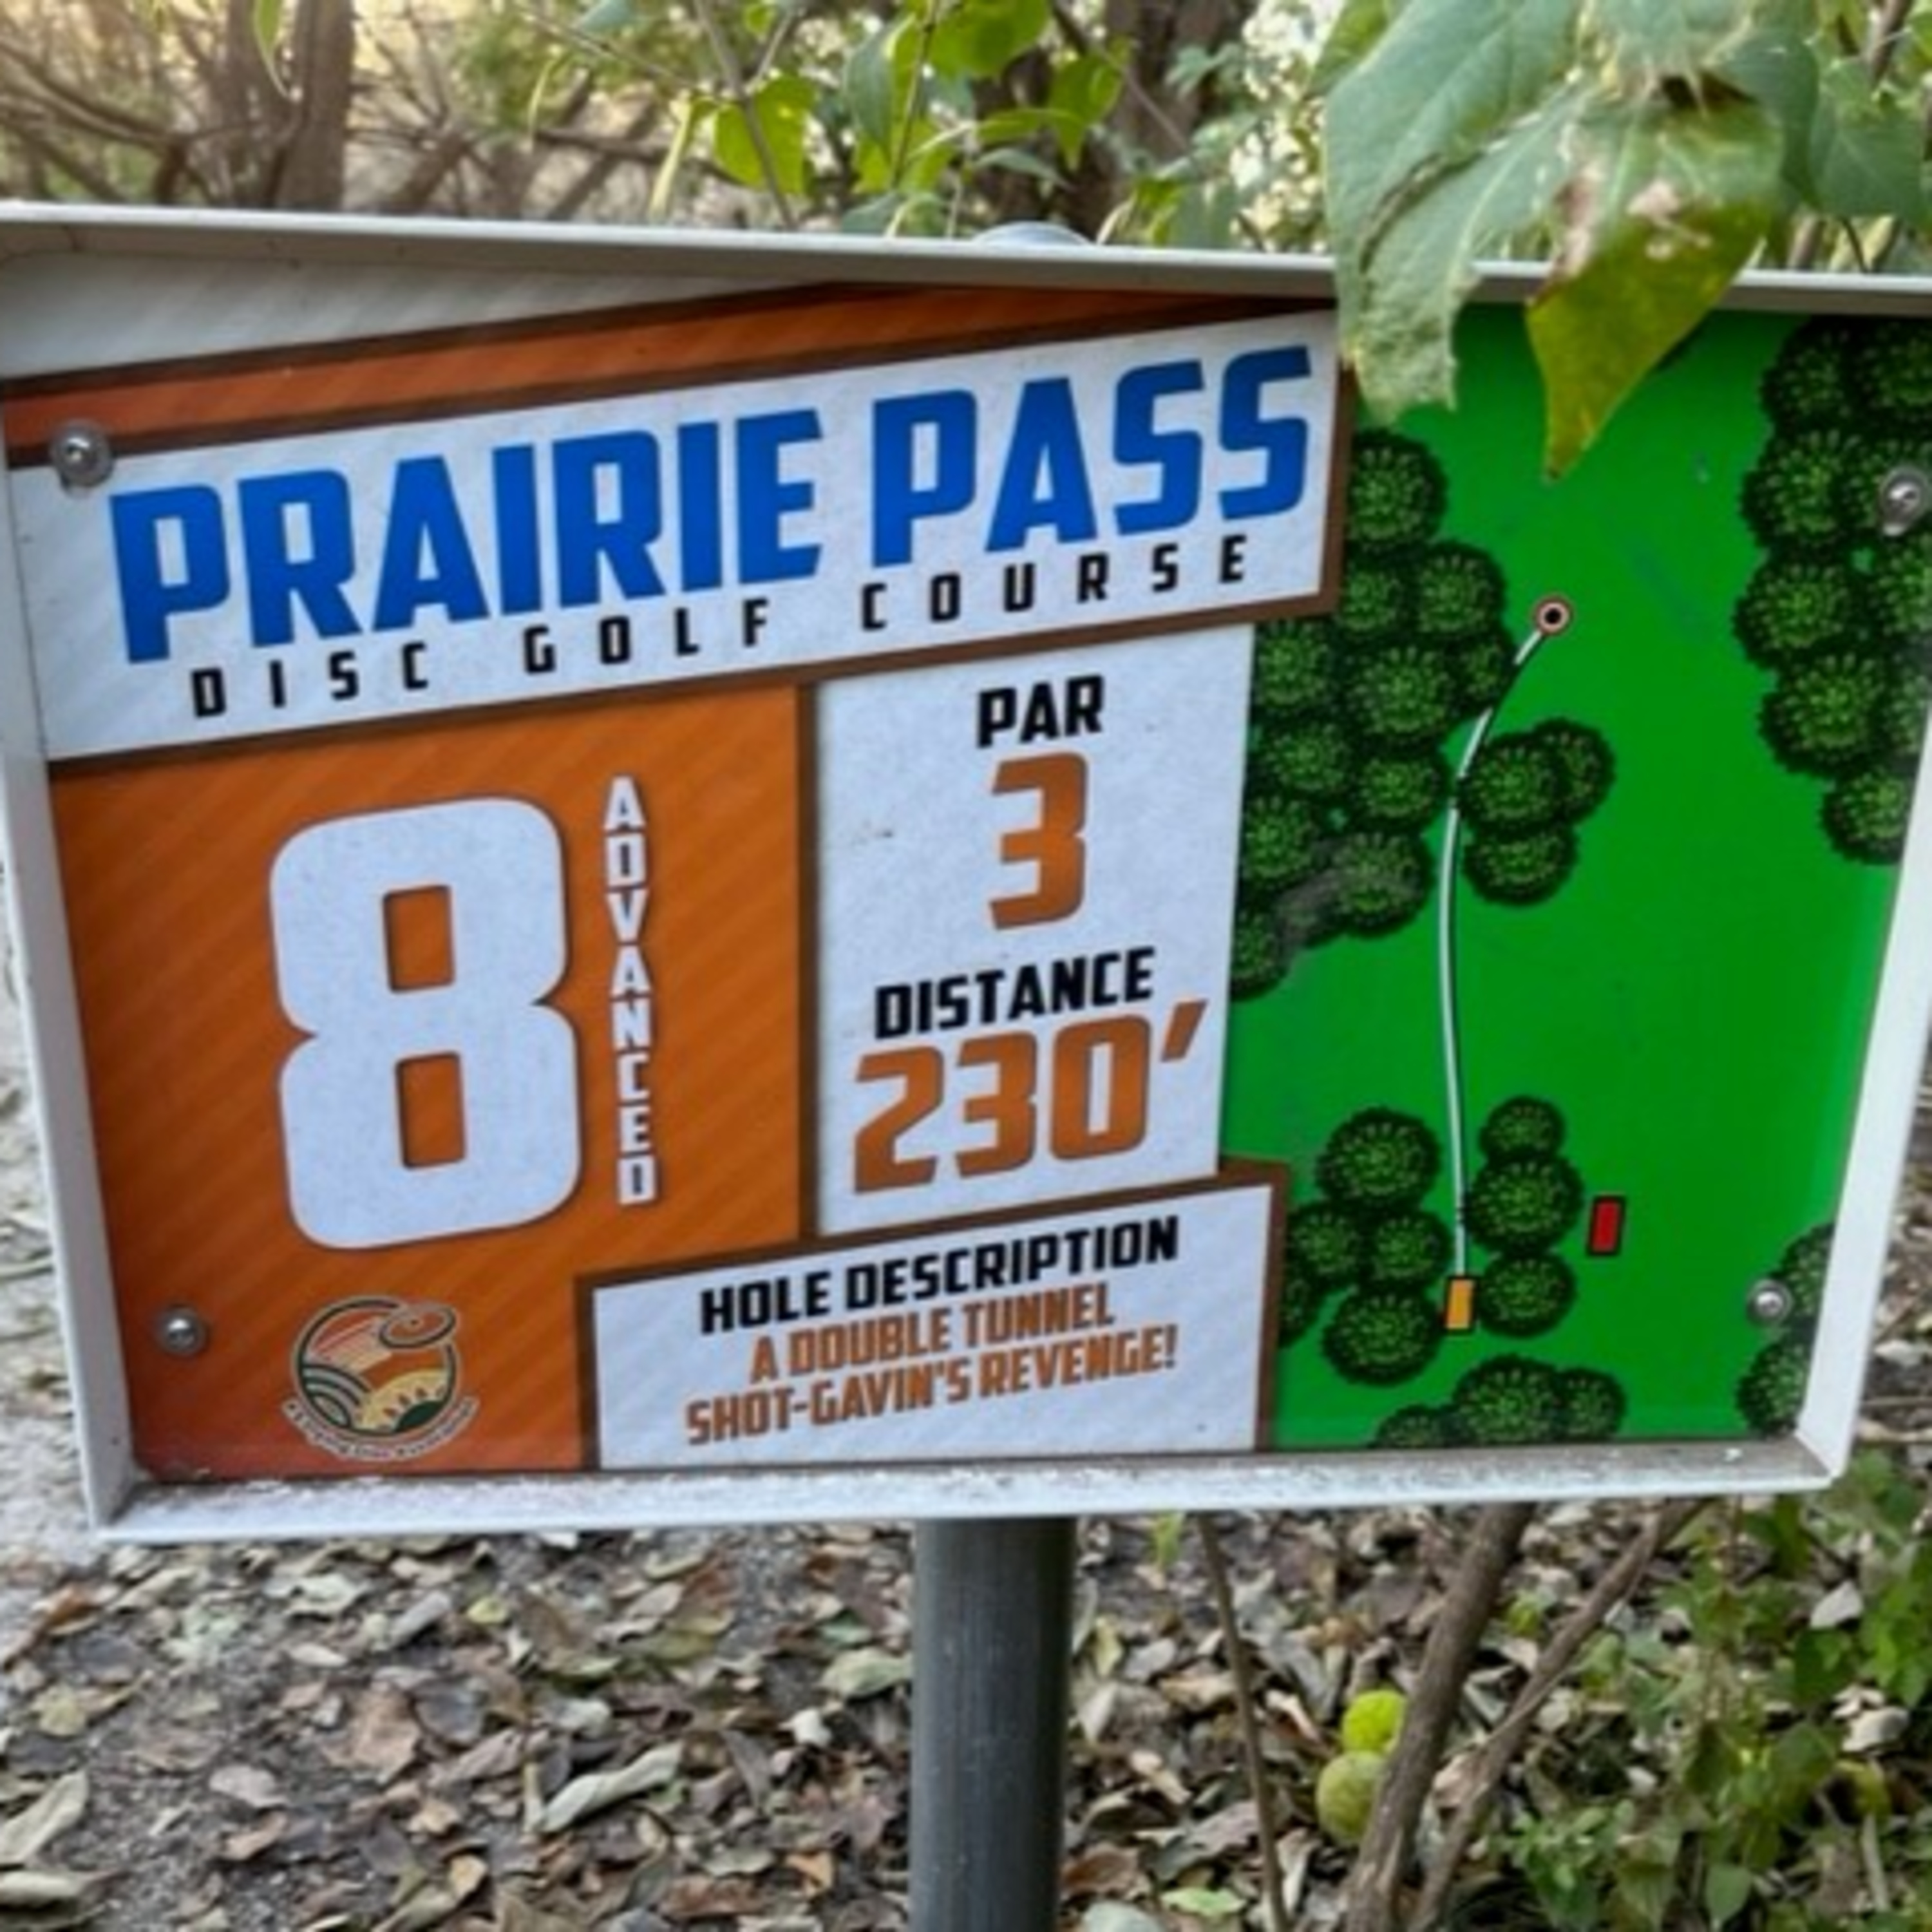 PRAIRIE PASS
DISC GOLF COURSE
8
ADVANCED
PAR
3
DISTANCE
230'
HOLE DESCRIPTION
A DOUBLE TUNNEL
SHOT-GAVIN'S REVENGE!